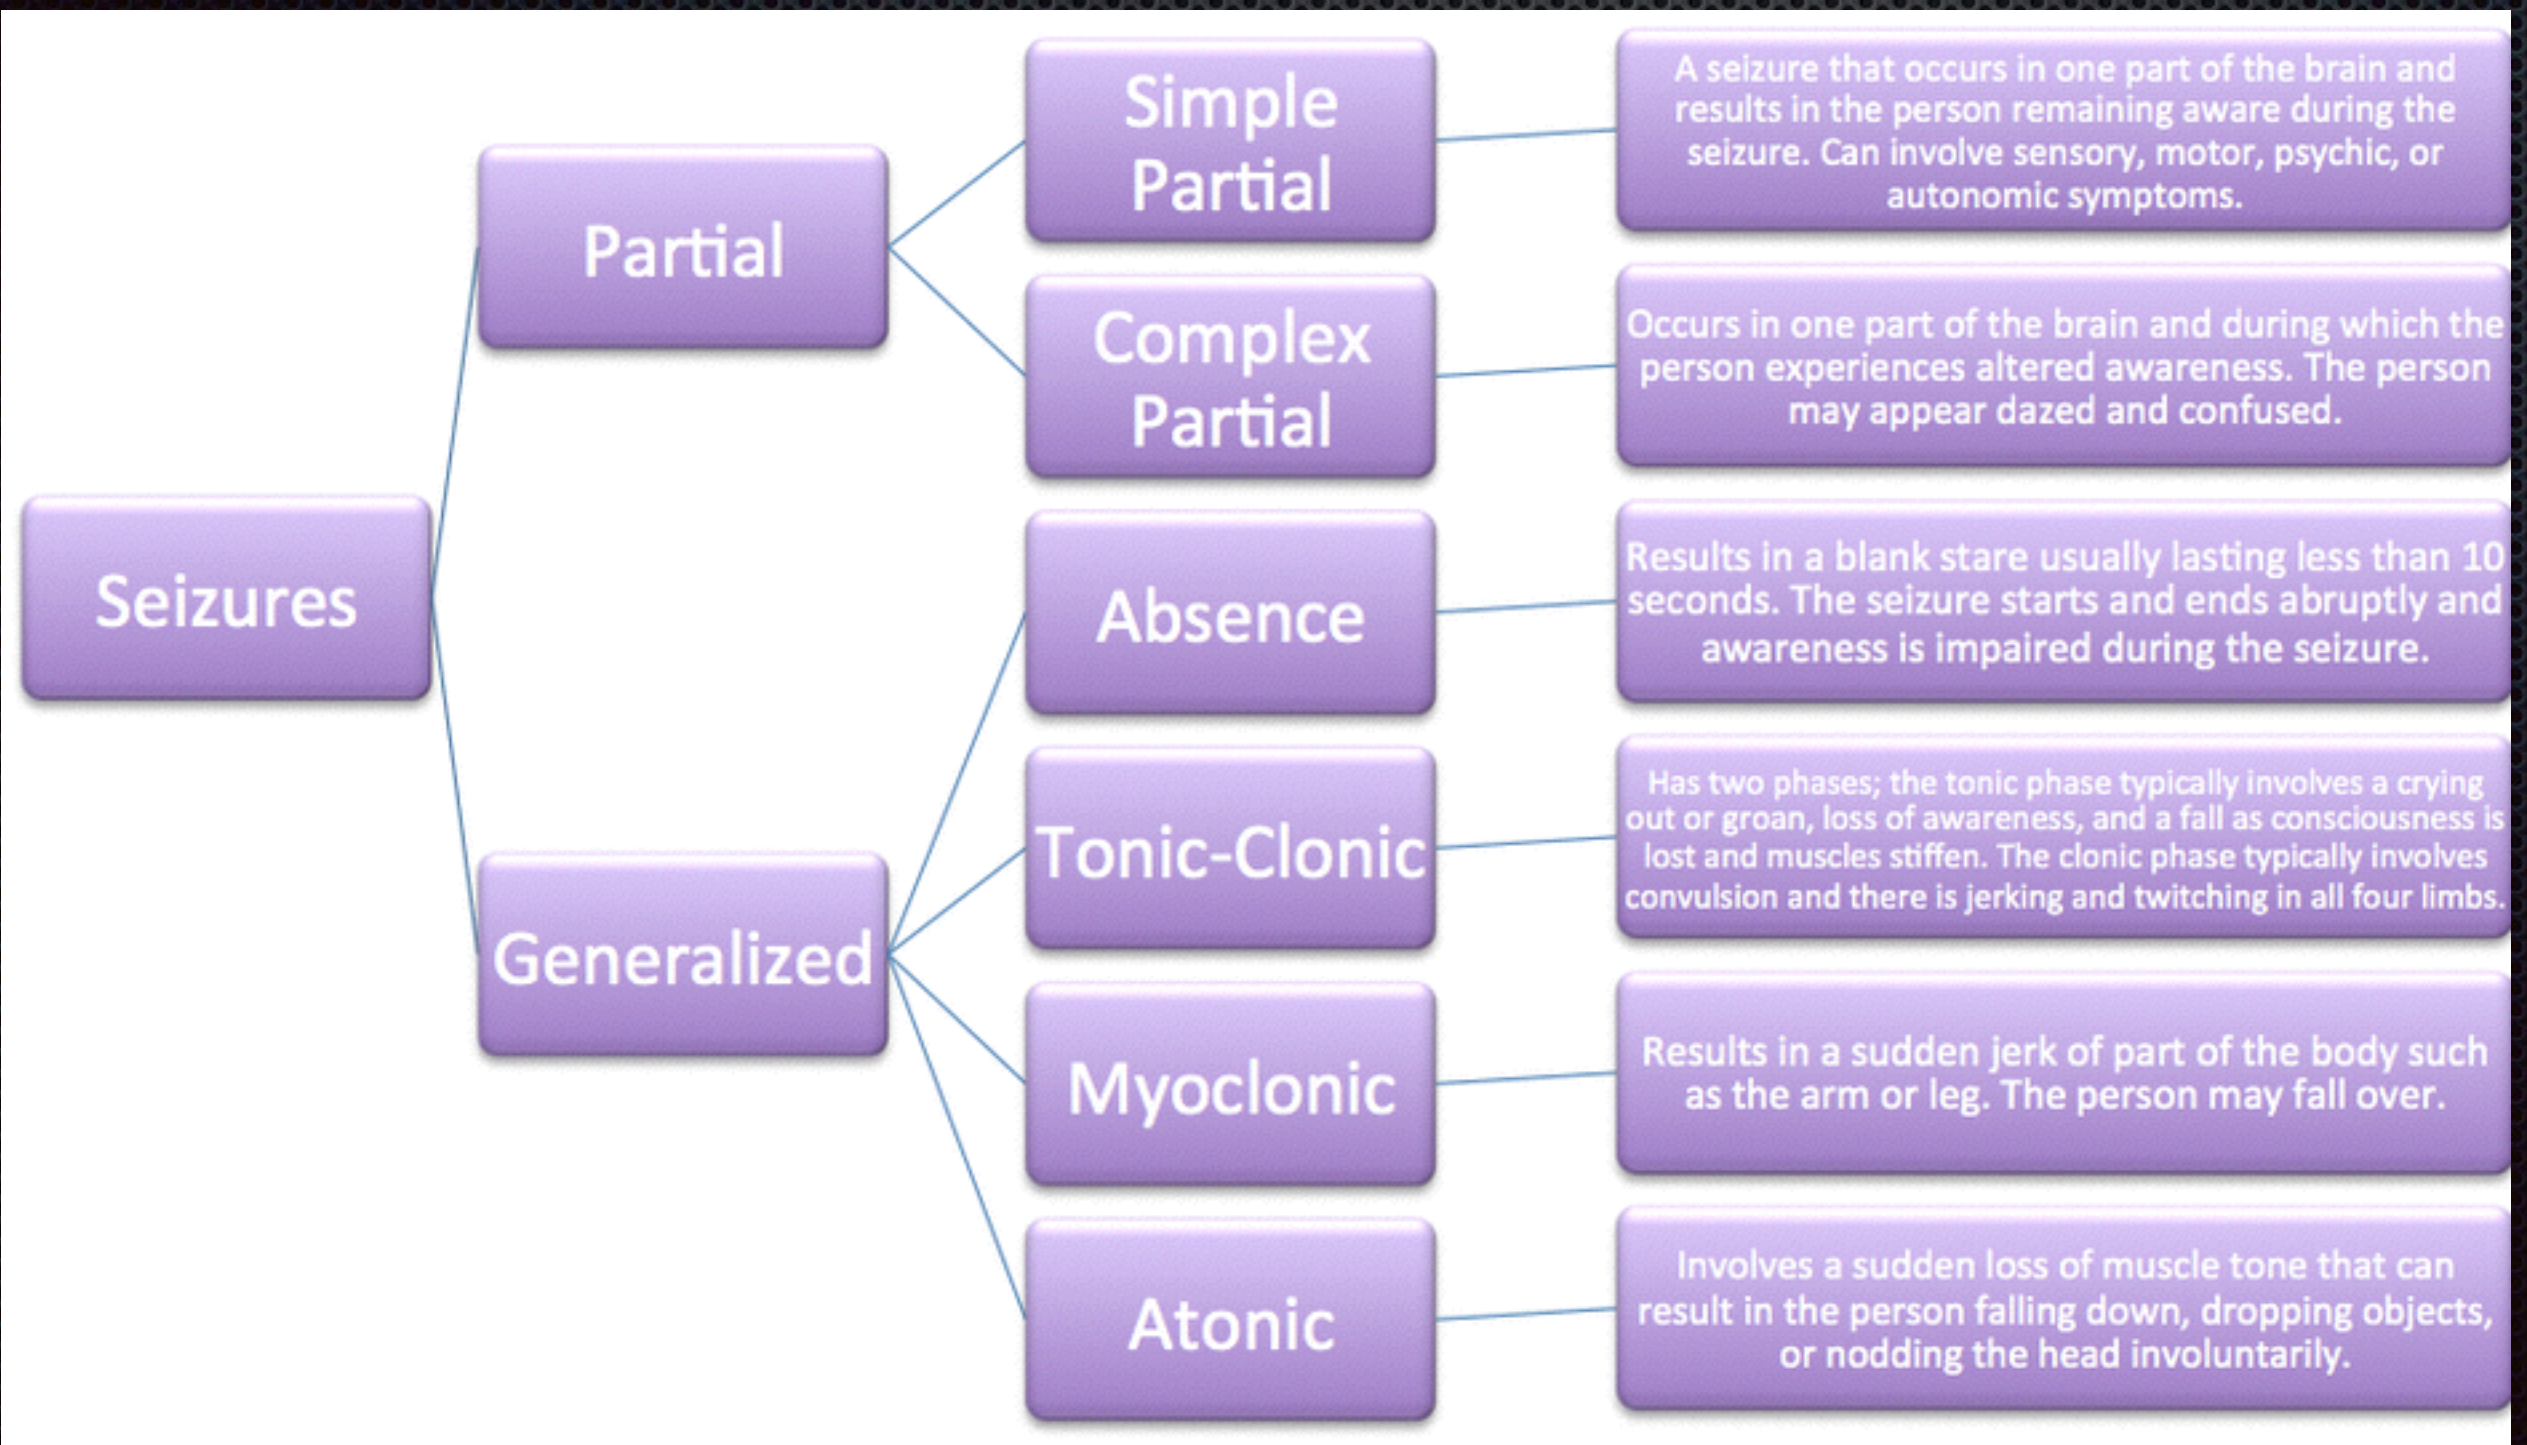 Seizures
Partial
Simple
Partial
A seizure that occurs in one part of the brain and
results in the person remaining aware during the
seizure. Can involve sensory, motor, psychic, or
autonomic symptoms.
Complex
Partial
Occurs in one part of the brain and during which the
person experiences altered awareness. The person
may appear dazed and confused.
Generalized
Absence
Results in a blank stare usually lasting less than 10
seconds. The seizure starts and ends abruptly and
awareness is impaired during the seizure.
Tonic-Clonic
Has two phases; the tonic phase typically involves a crying
out or groan, loss of awareness, and a fall as consciousness is
lost and muscles stiffen. The clonic phase typically involves
convulsion and there is jerking and twitching in all four limbs.
Myoclonic
Results in a sudden jerk of part of the body such
as the arm or leg. The person may fall over.
Atonic
Involves a sudden loss of muscle tone that can
result in the person falling down, dropping objects,
or nodding the head involuntarily.